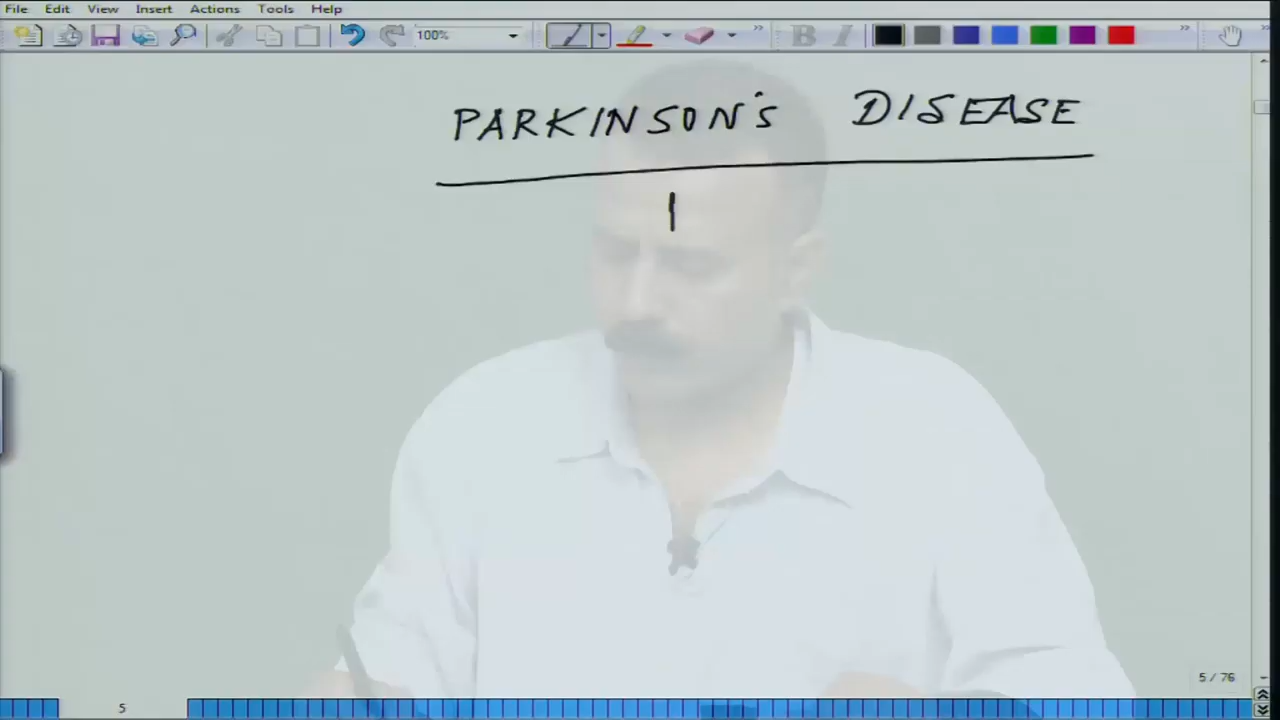 File Edit View Insert Actions Tools Help
100%
B I
PARKINSON'S DISEASE
5 / 76
5